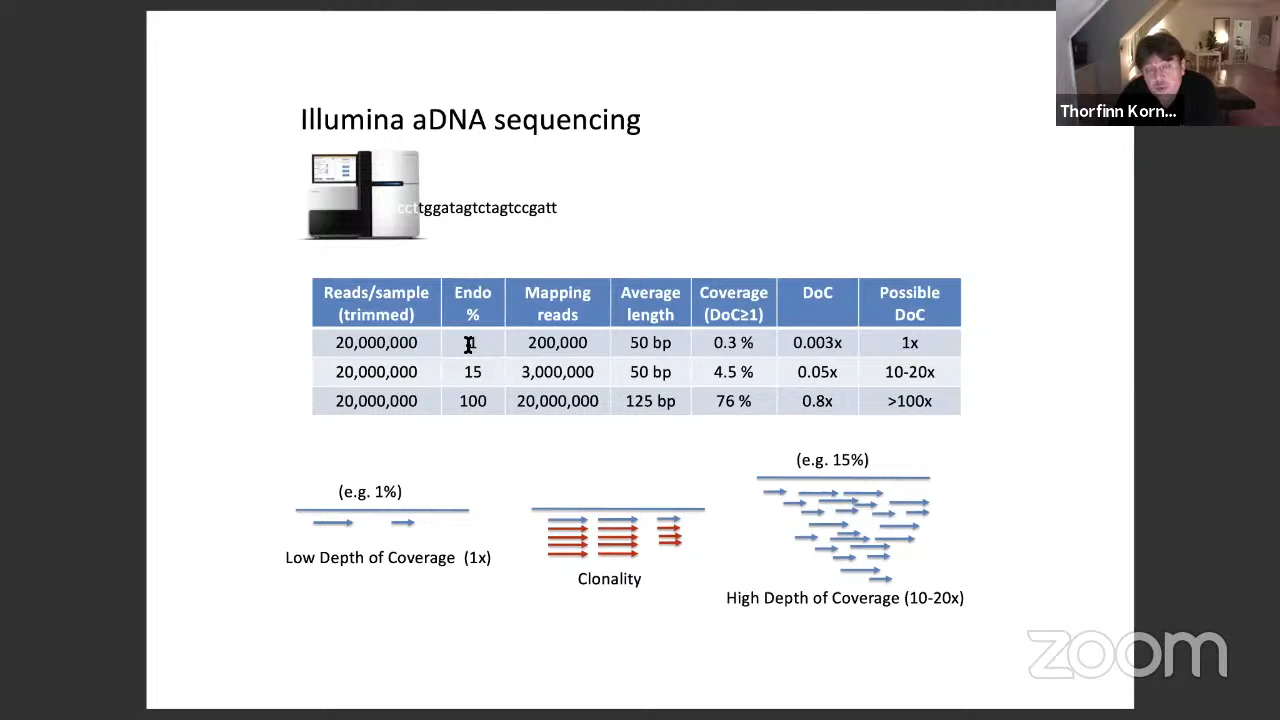 Thorfinn Korn...
Illumina aDNA sequencing
ccttggatagtctagtccgatt
Reads/sample (trimmed) Endo % Mapping reads Average length Coverage (DoC≥1) DoC Possible DoC
20,000,000 1 200,000 50 bp 0.3 % 0.003x 1x
20,000,000 15 3,000,000 50 bp 4.5 % 0.05x 10-20x
20,000,000 100 20,000,000 125 bp 76 % 0.8x >100x
(e.g. 1%)
Low Depth of Coverage (1x)
Clonality
(e.g. 15%)
High Depth of Coverage (10-20x)
zoom